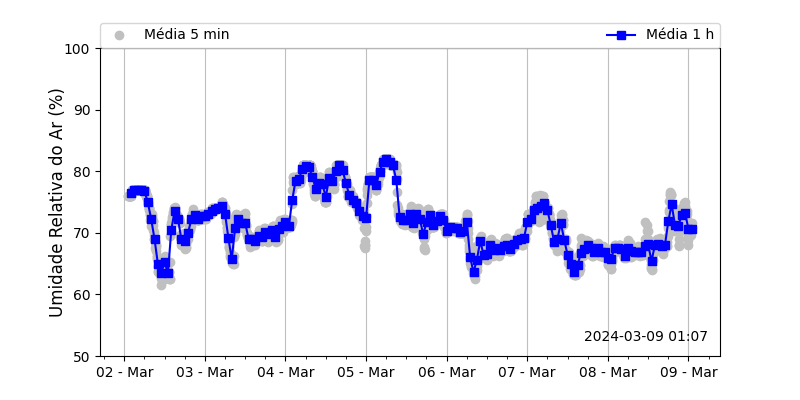 Média 5 min
Média 1 h
Umidade Relativa do Ar (%)
100
90
80
70
60
50
2024-03-09 01:07
02 - Mar
03 - Mar
04 - Mar
05 - Mar
06 - Mar
07 - Mar
08 - Mar
09 - Mar